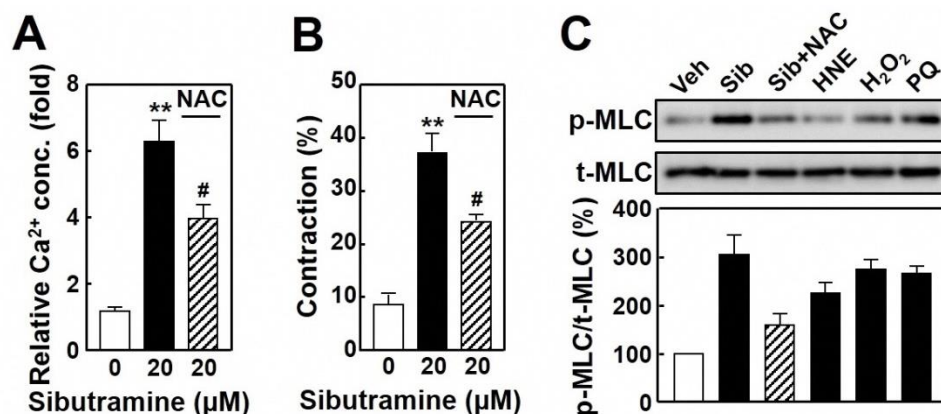 A
Relative Ca²⁺ conc. (fold)
8
6
4
2
0
**
NAC
#
0 20 20
Sibutramine (μM)
B
Contraction (%)
50
40
30
20
10
0
**
NAC
#
0 20 20
Sibutramine (μM)
C
Veh Sib Sib+NAC HNE H₂O₂ PQ
p-MLC
t-MLC
p-MLC/t-MLC (%)
400
300
200
100
0